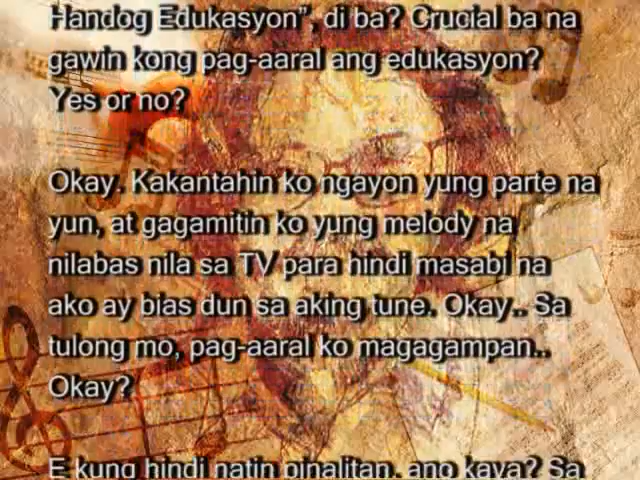 Handog Edukasyon”, di ba? Crucial ba na
gawin kong pag-aaral ang edukasyon?
Yes or no?
Okay. Kakantahin ko ngayon yung parte na
yun, at gagamitin ko yung melody na
nilabas nila sa TV para hindi masabi na
ako ay bias dun sa aking tune. Okay.. Sa
tulong mo, pag-aaral ko magagampan..
Okay?
E kung hindi natin pinalitan, ano kaya? Sa